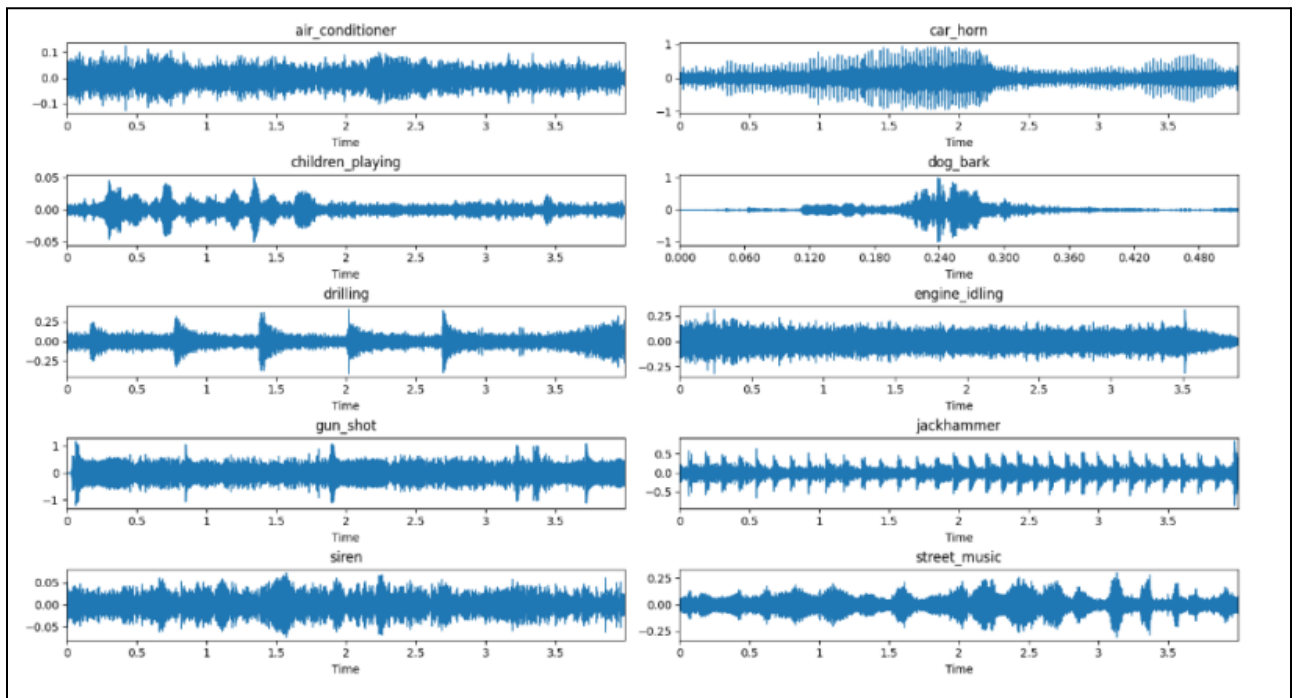 air_conditioner
0.1
0.0
−0.1
0 0.5 1 1.5 2 2.5 3 3.5
Time
car_horn
1
0
−1
0 0.5 1 1.5 2 2.5 3 3.5
Time
children_playing
0.05
0.00
−0.05
0 0.5 1 1.5 2 2.5 3 3.5
Time
dog_bark
1
0
−1
0.000 0.060 0.120 0.180 0.240 0.300 0.360 0.420 0.480
Time
drilling
0.25
0.00
−0.25
0 0.5 1 1.5 2 2.5 3 3.5
Time
engine_idling
0.25
0.00
−0.25
0 0.5 1 1.5 2 2.5 3 3.5
Time
gun_shot
1
0
−1
0 0.5 1 1.5 2 2.5 3 3.5
Time
jackhammer
0.5
0.0
−0.5
0 0.5 1 1.5 2 2.5 3 3.5
Time
siren
0.05
0.00
−0.05
0 0.5 1 1.5 2 2.5 3 3.5
Time
street_music
0.25
0.00
−0.25
0 0.5 1 1.5 2 2.5 3 3.5
Time